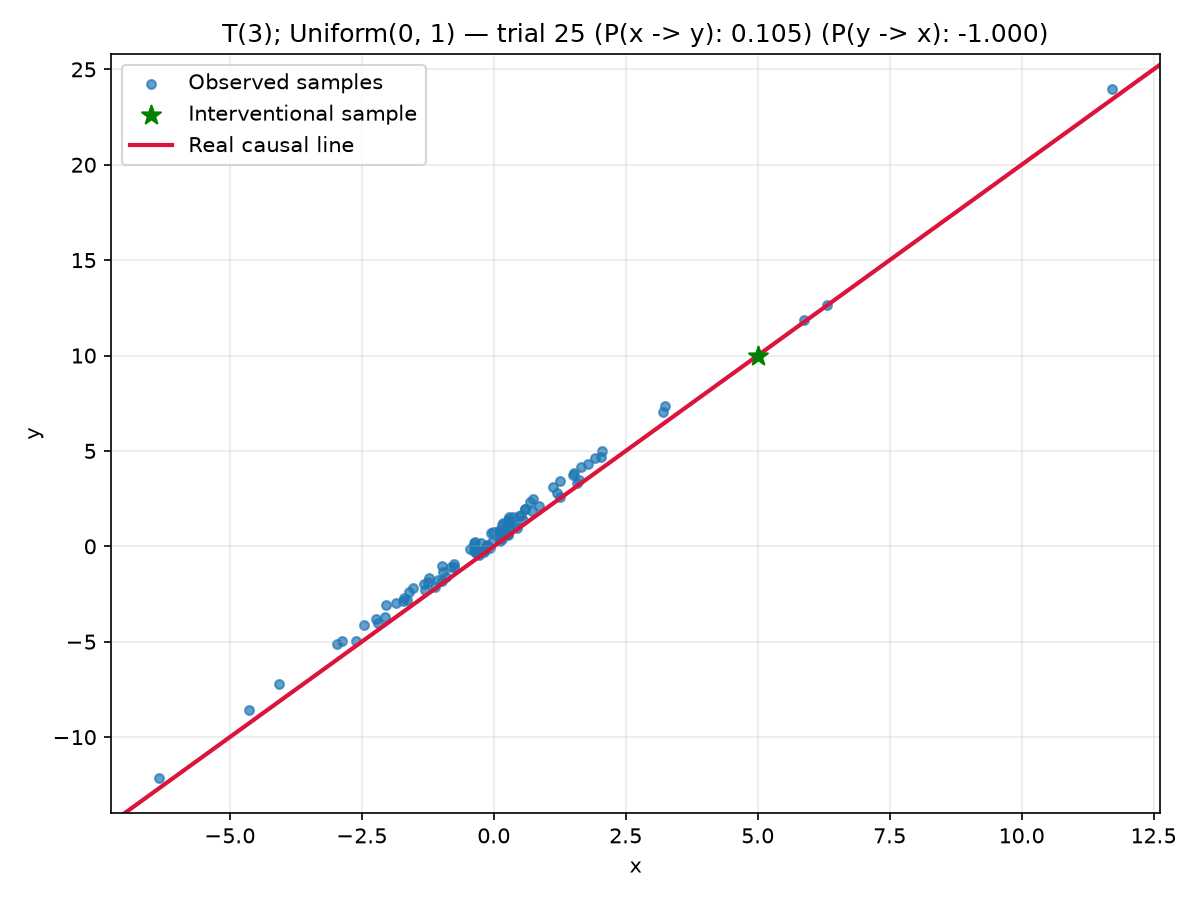 T(3); Uniform(0, 1) — trial 25 (P(x -> y): 0.105) (P(y -> x): -1.000)
Observed samples
Interventional sample
Real causal line
25
20
15
10
5
0
−5
−10
y
−5.0 −2.5 0.0 2.5 5.0 7.5 10.0 12.5
x